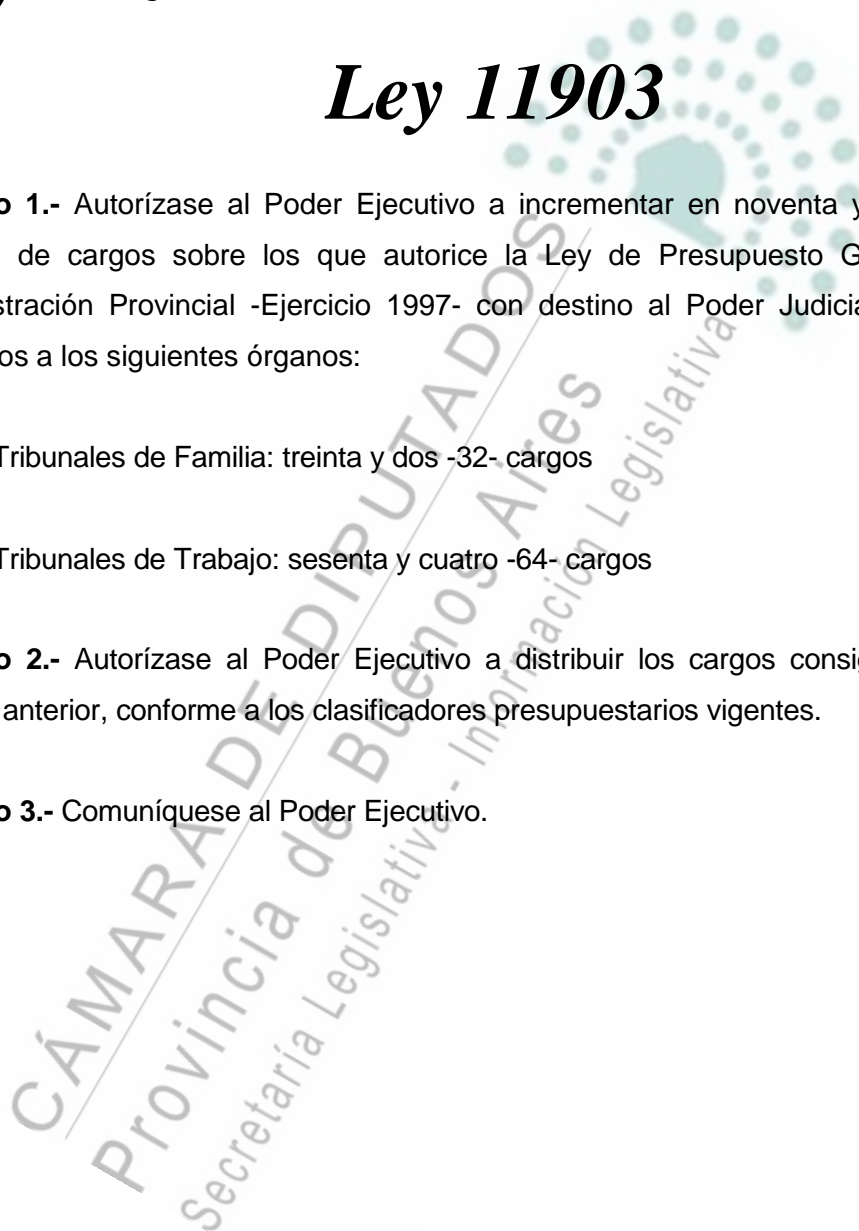 Ley 11903
o 1.- Autorízase al Poder Ejecutivo a incrementar en noventa y
de cargos sobre los que autorice la Ley de Presupuesto G
stración Provincial -Ejercicio 1997- con destino al Poder Judicia
os a los siguientes órganos:
Tribunales de Familia: treinta y dos -32- cargos
Tribunales de Trabajo: sesenta y cuatro -64- cargos
o 2.- Autorízase al Poder Ejecutivo a distribuir los cargos consig
anterior, conforme a los clasificadores presupuestarios vigentes.
o 3.- Comuníquese al Poder Ejecutivo.
CÁMARA DE DIPUTADOS
Provincia de Buenos Aires
Secretaría Legislativa - Información Legislativa